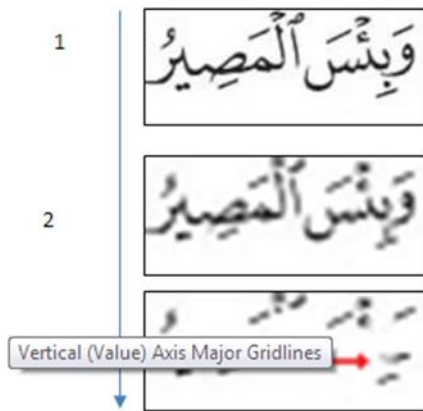 1
وَبِئْسَ ٱلْمَصِيرُ
2
وَبِئْسَ ٱلْمَصِيرُ
Vertical (Value) Axis Major Gridlines